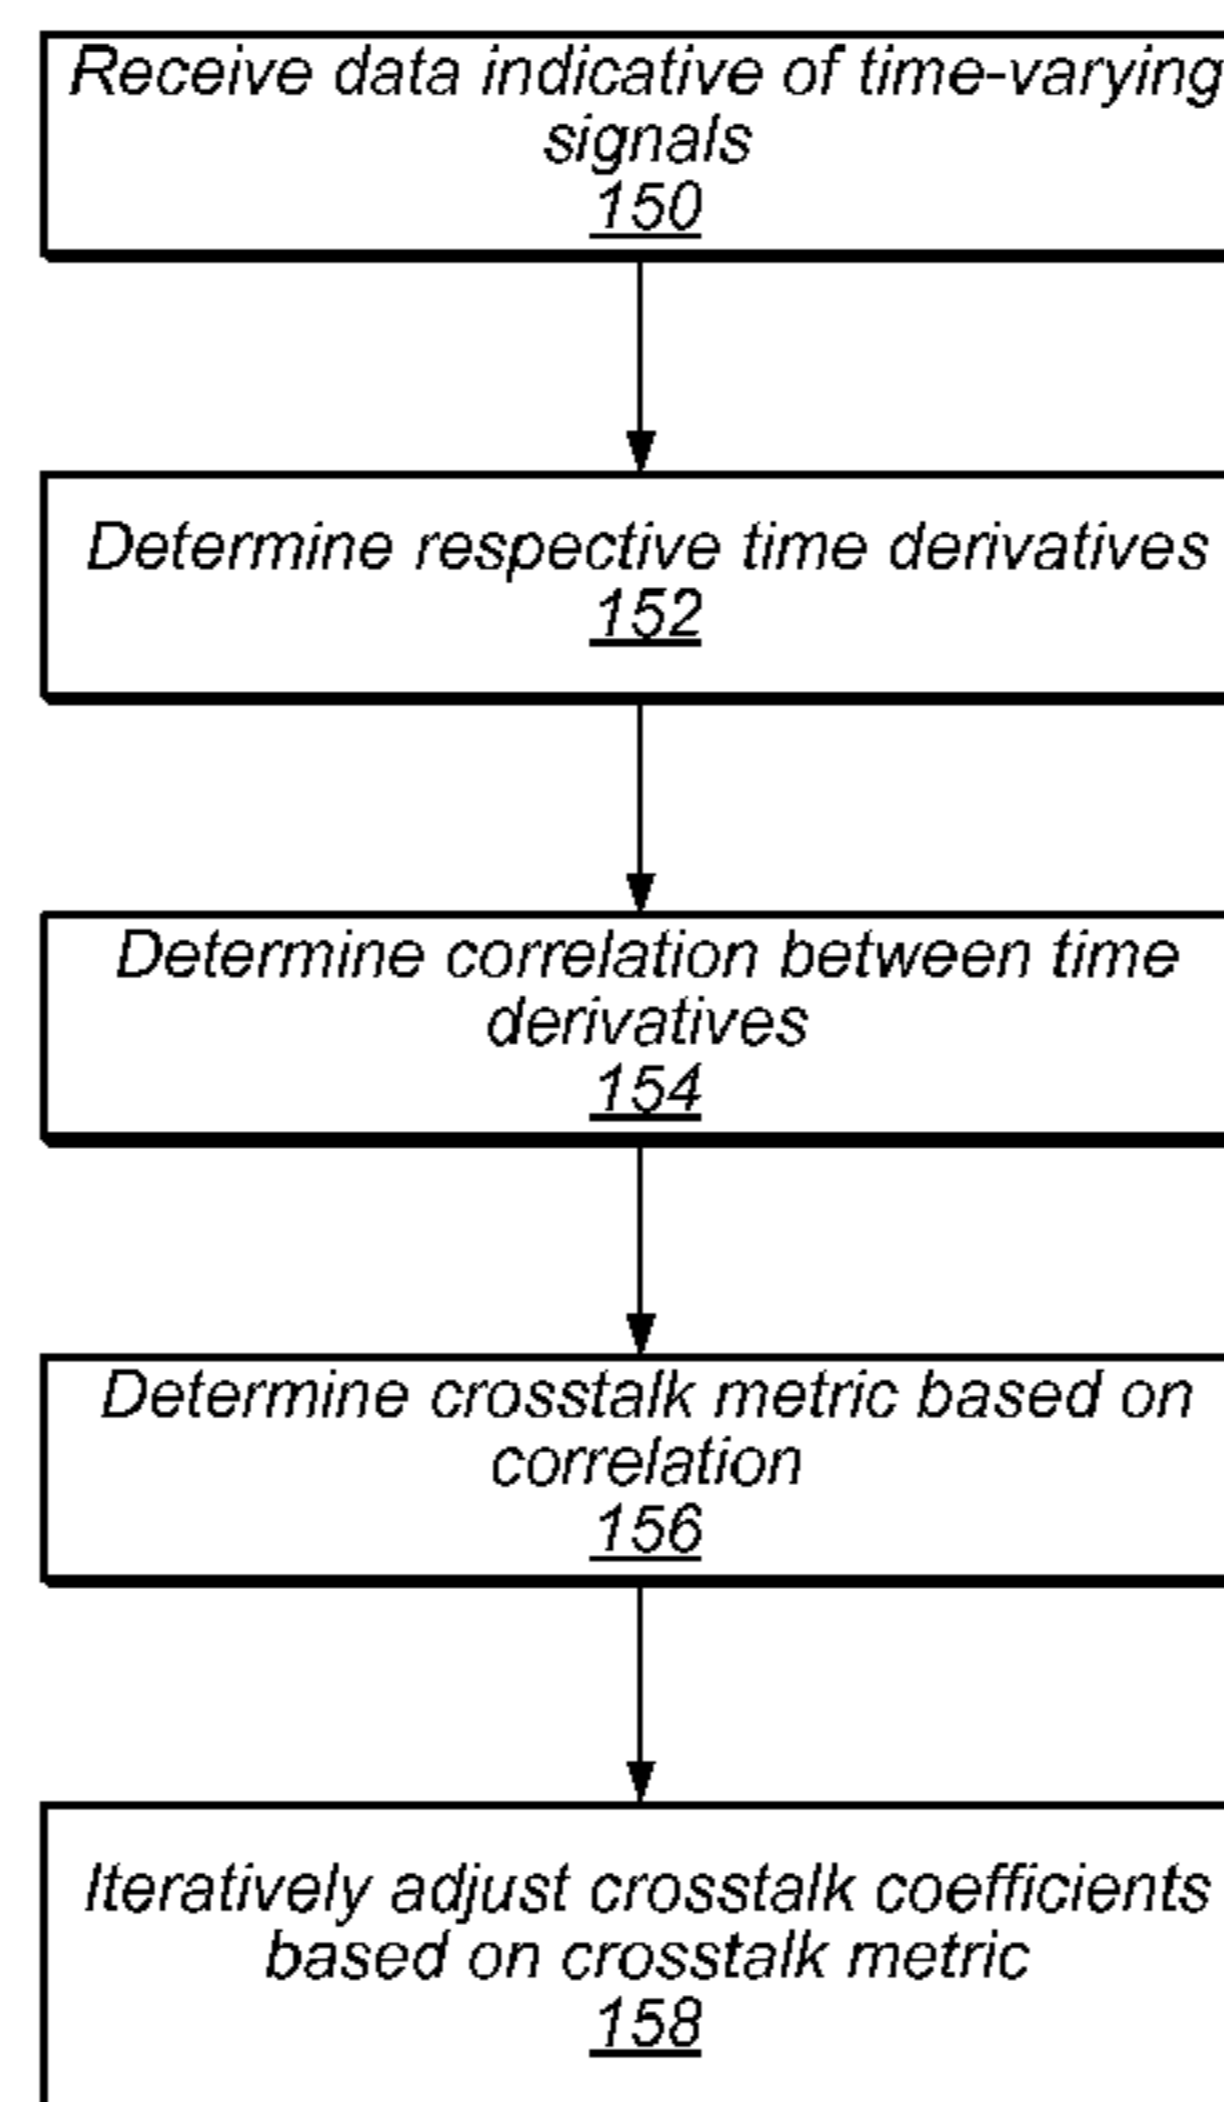 Receive data indicative of time-varying
signals
150
Determine respective time derivatives
152
Determine correlation between time
derivatives
154
Determine crosstalk metric based on
correlation
156
Iteratively adjust crosstalk coefficients
based on crosstalk metric
158